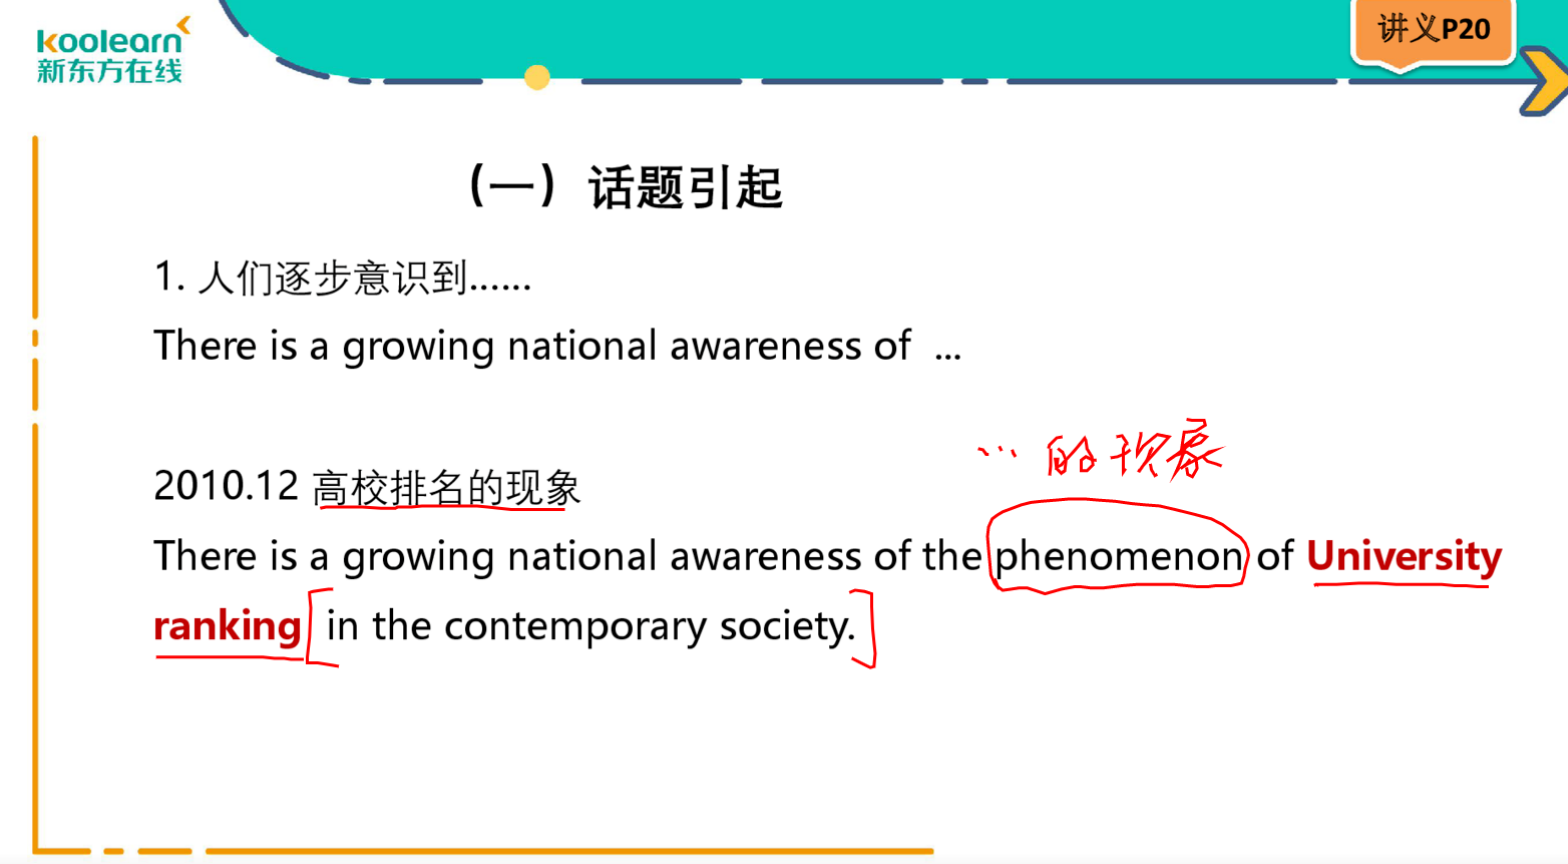 koolearn
新东方在线
讲义P20
（一）话题引起
1. 人们逐步意识到……
There is a growing national awareness of ...
… 的现象
2010.12 高校排名的现象
There is a growing national awareness of the phenomenon of University
ranking in the contemporary society.